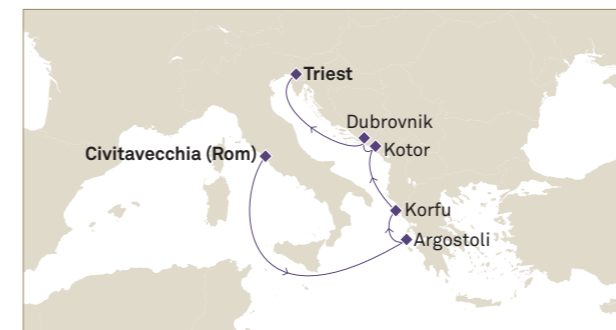 Triest
Dubrovnik
Kotor
Civitavecchia (Rom)
Korfu
Argostoli